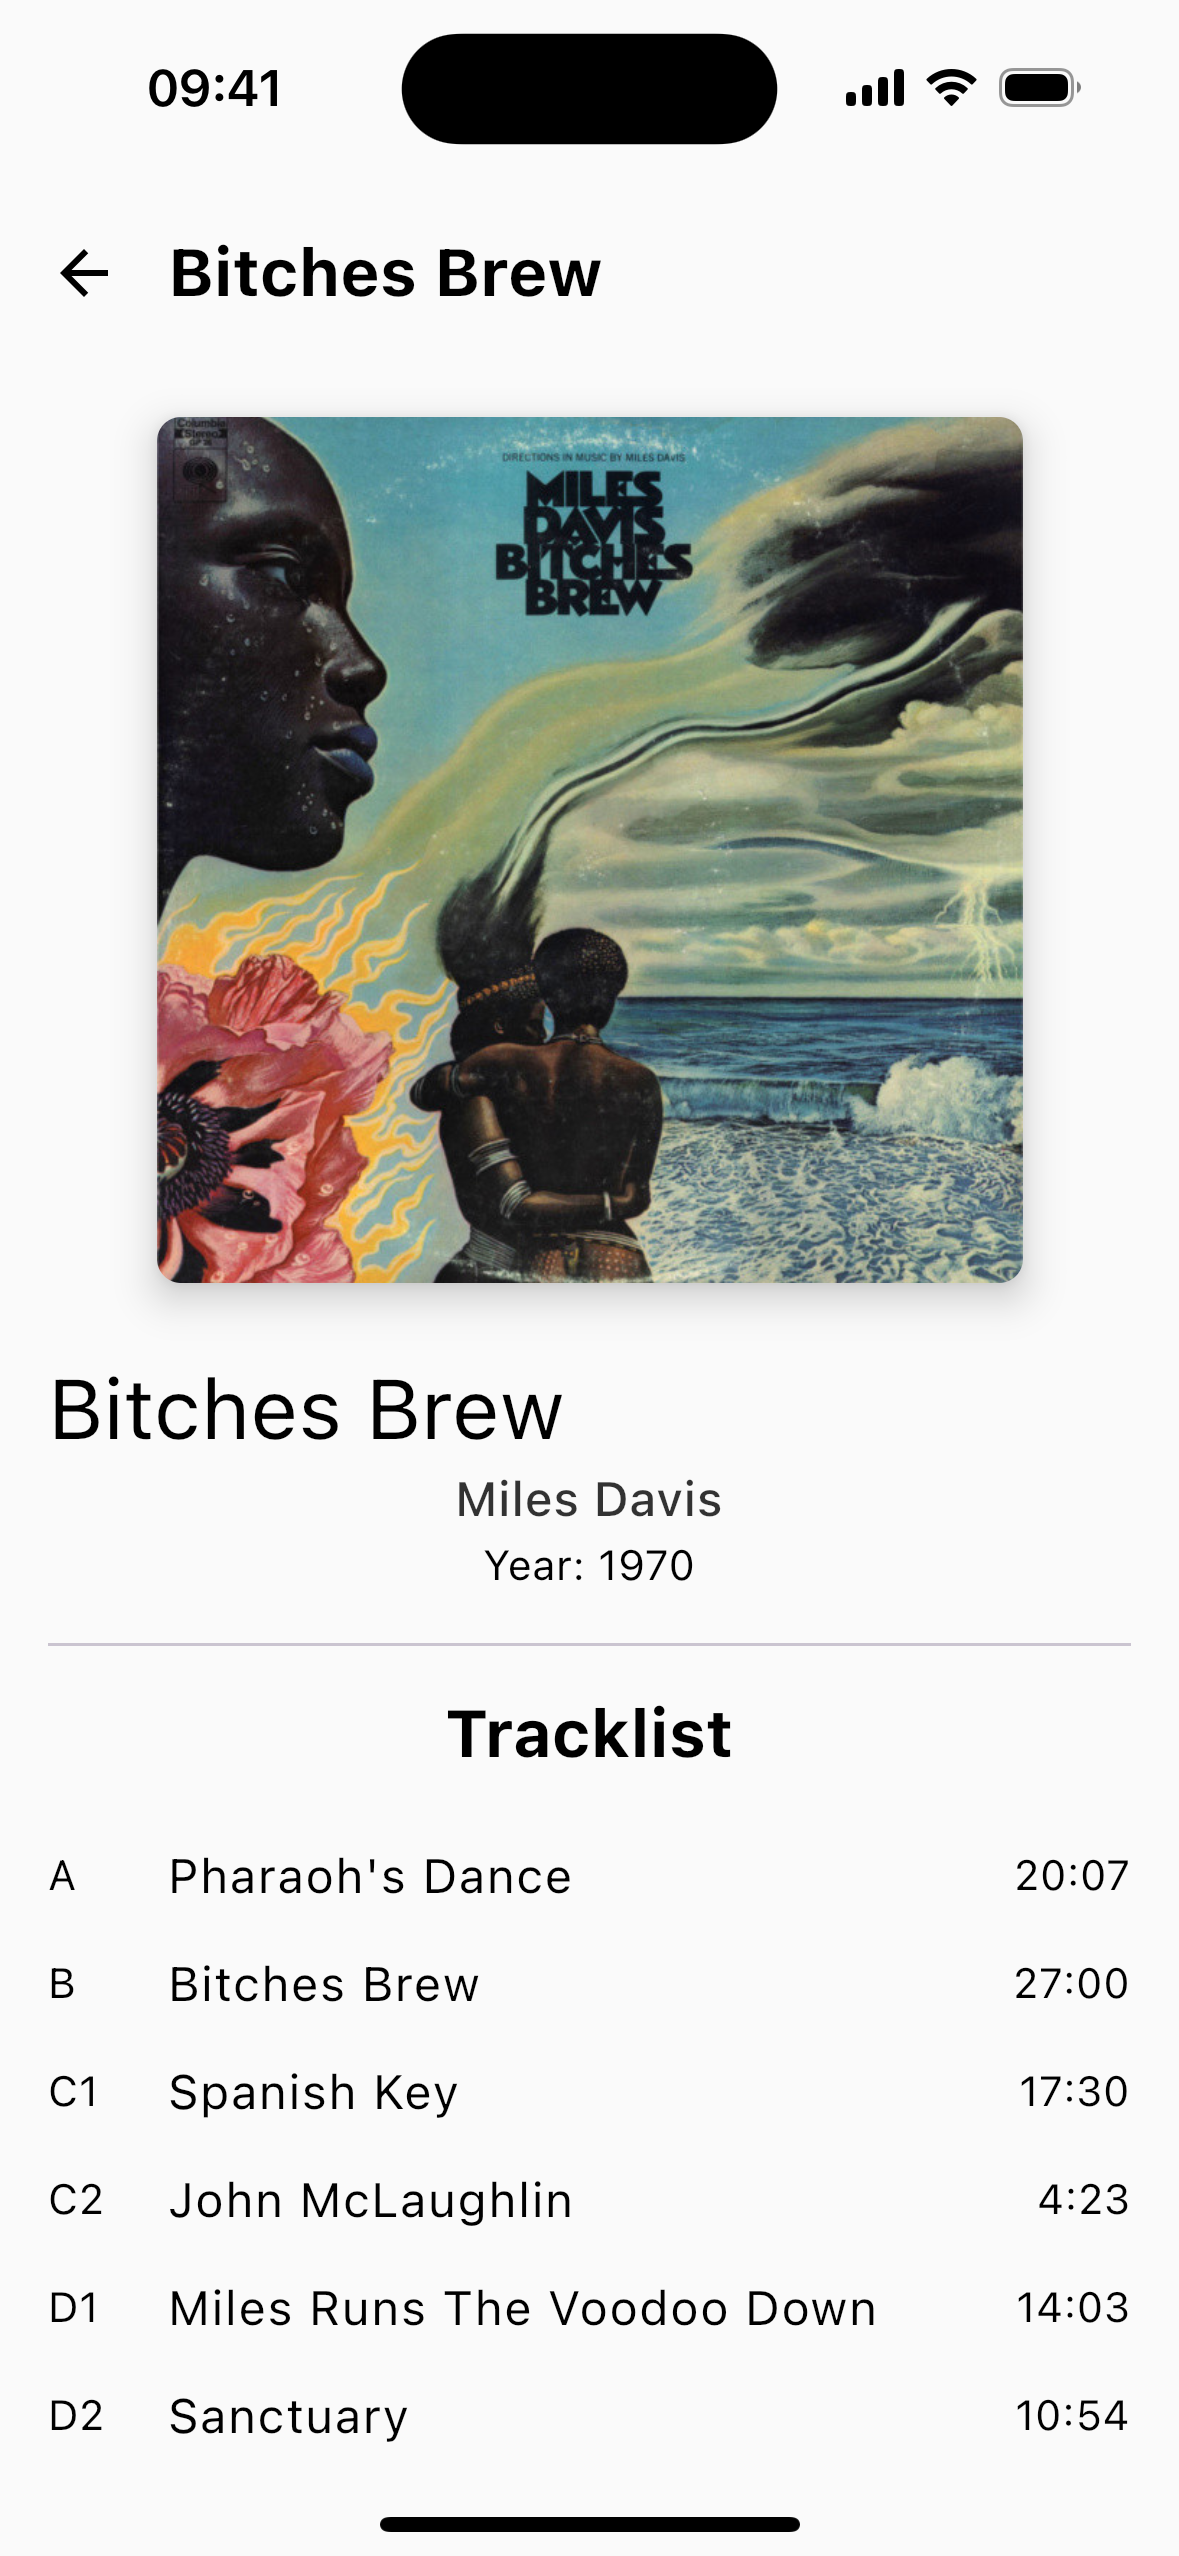 09:41
Bitches Brew
Columbia
Stereo
DIRECTIONS IN MUSIC BY MILES DAVIS
MILES
DAVIS
BITCHES
BREW
Bitches Brew
Miles Davis
Year: 1970
Tracklist
A Pharaoh's Dance 20:07
B Bitches Brew 27:00
C1 Spanish Key 17:30
C2 John McLaughlin 4:23
D1 Miles Runs The Voodoo Down 14:03
D2 Sanctuary 10:54